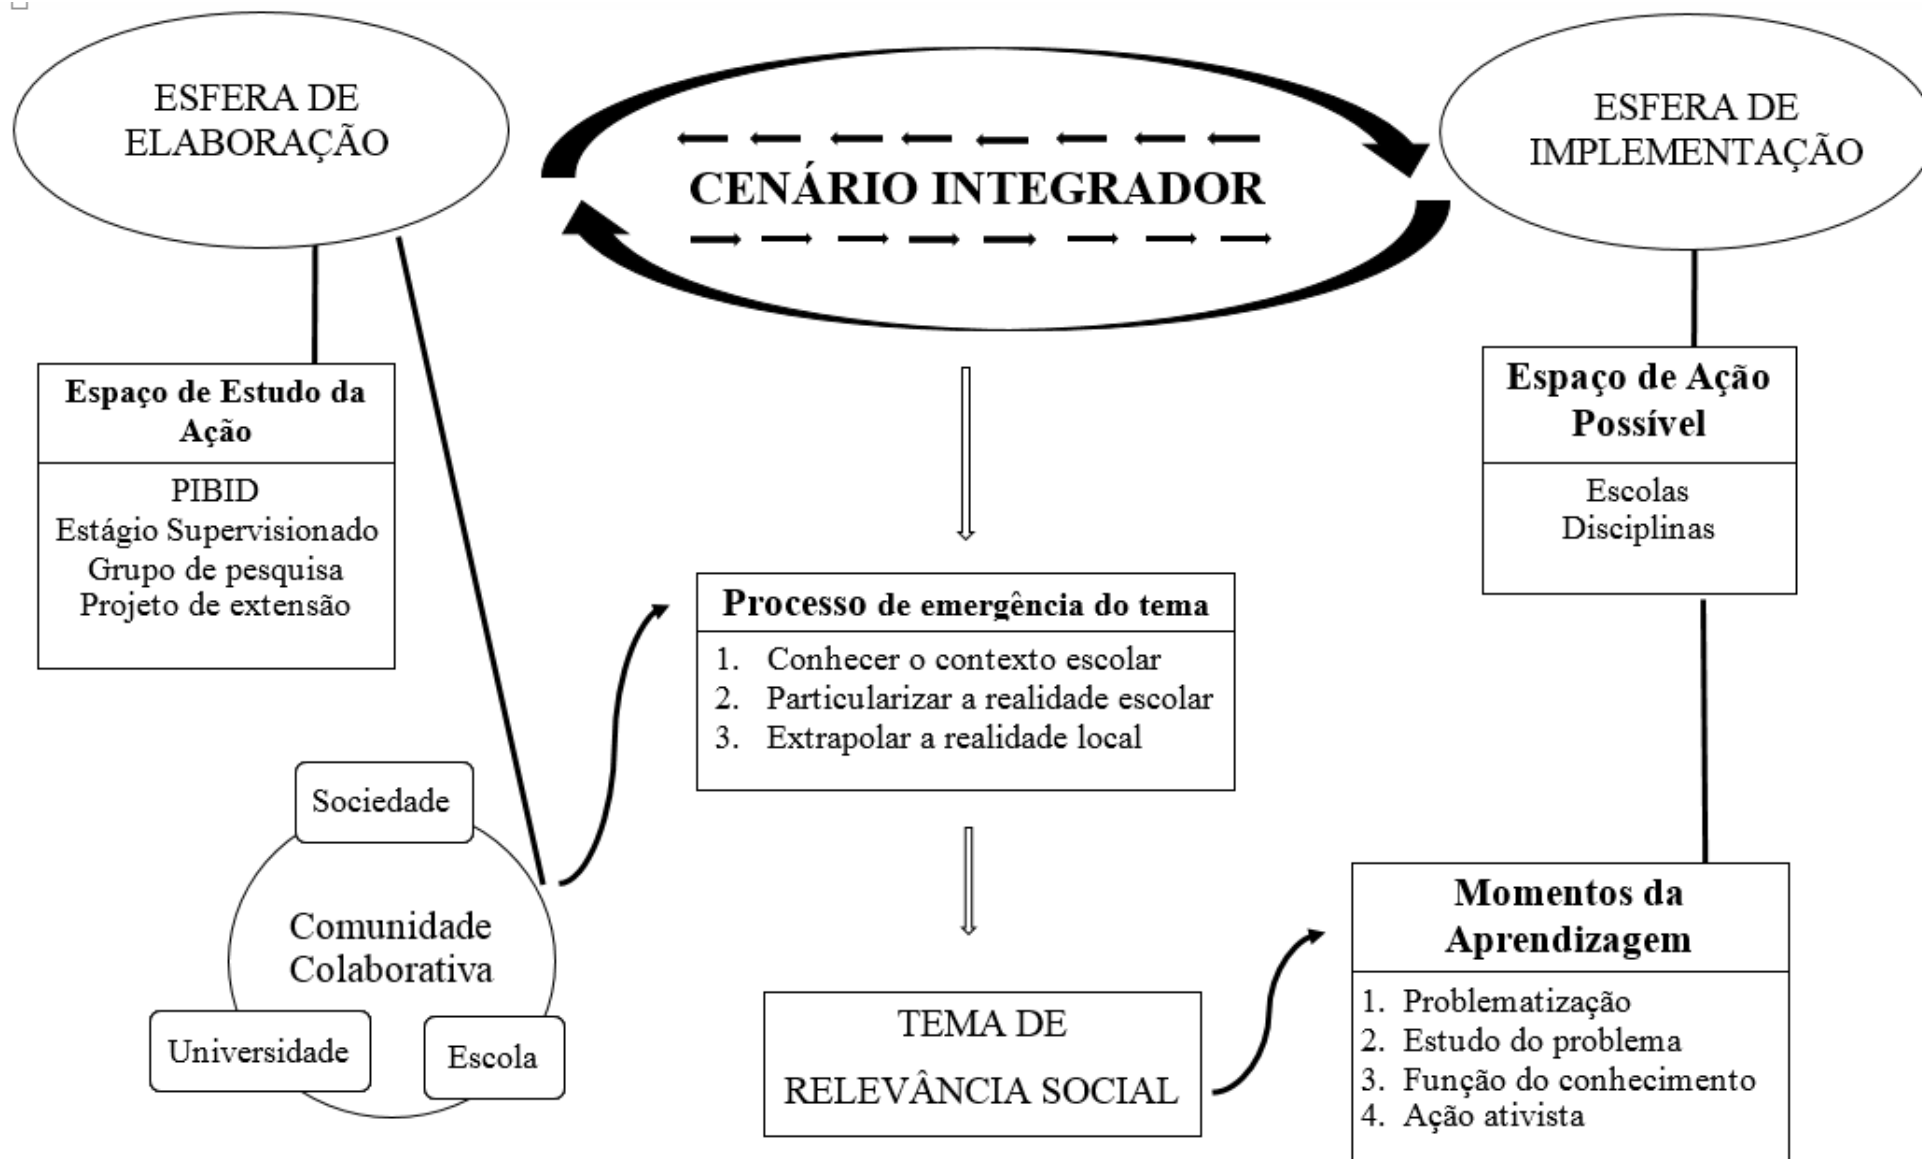 ESFERA DE
ELABORAÇÃO
CENÁRIO INTEGRADOR
ESFERA DE
IMPLEMENTAÇÃO
Espaço de Estudo da
Ação
PIBID
Estágio Supervisionado
Grupo de pesquisa
Projeto de extensão
Espaço de Ação
Possível
Escolas
Disciplinas
Processo de emergência do tema
1. Conhecer o contexto escolar
2. Particularizar a realidade escolar
3. Extrapolar a realidade local
Sociedade
Comunidade
Colaborativa
Universidade
Escola
TEMA DE
RELEVÂNCIA SOCIAL
Momentos da
Aprendizagem
1. Problematização
2. Estudo do problema
3. Função do conhecimento
4. Ação ativista